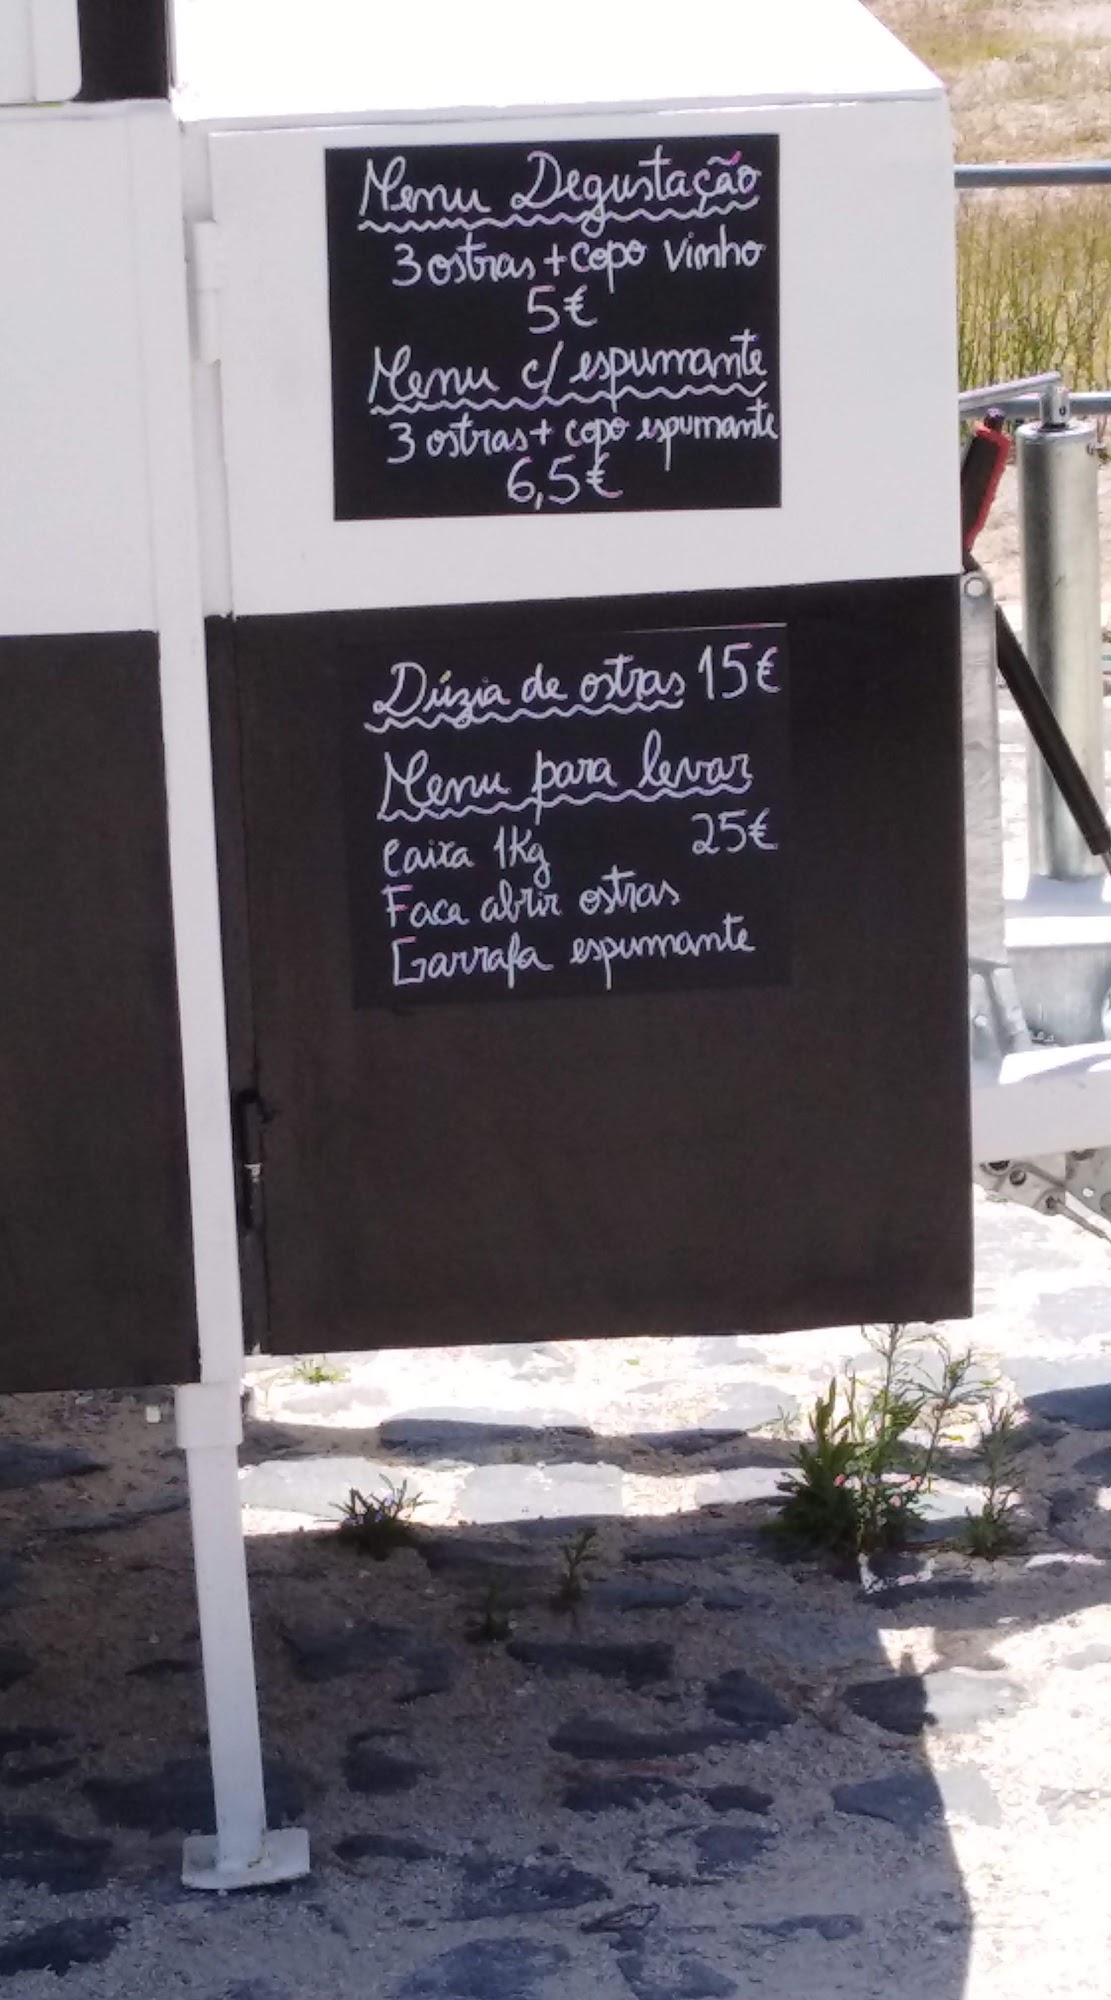 Menu Degustação
3 ostras + copo vinho
5€
Menu c/ espumante
3 ostras + copo espumante
6,5€
Dúzia de ostras 15€
Menu para levar
Caixa 1Kg 25€
Faca abrir ostras
Garrafa espumante